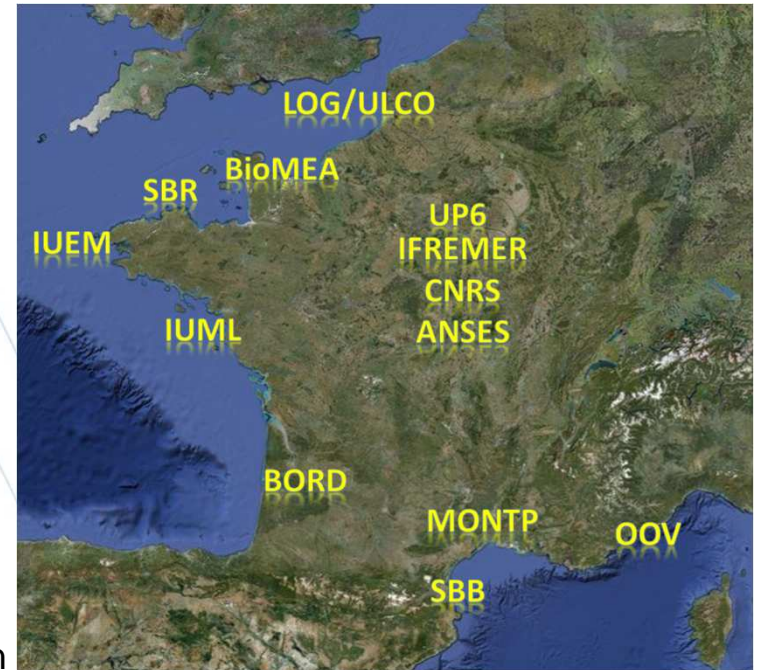 LOG/ULCO
BioMEA
SBR
UP6
IUEM
IFREMER
CNRS
IUML
ANSES
BORD
MONTP
OOV
SBB
n